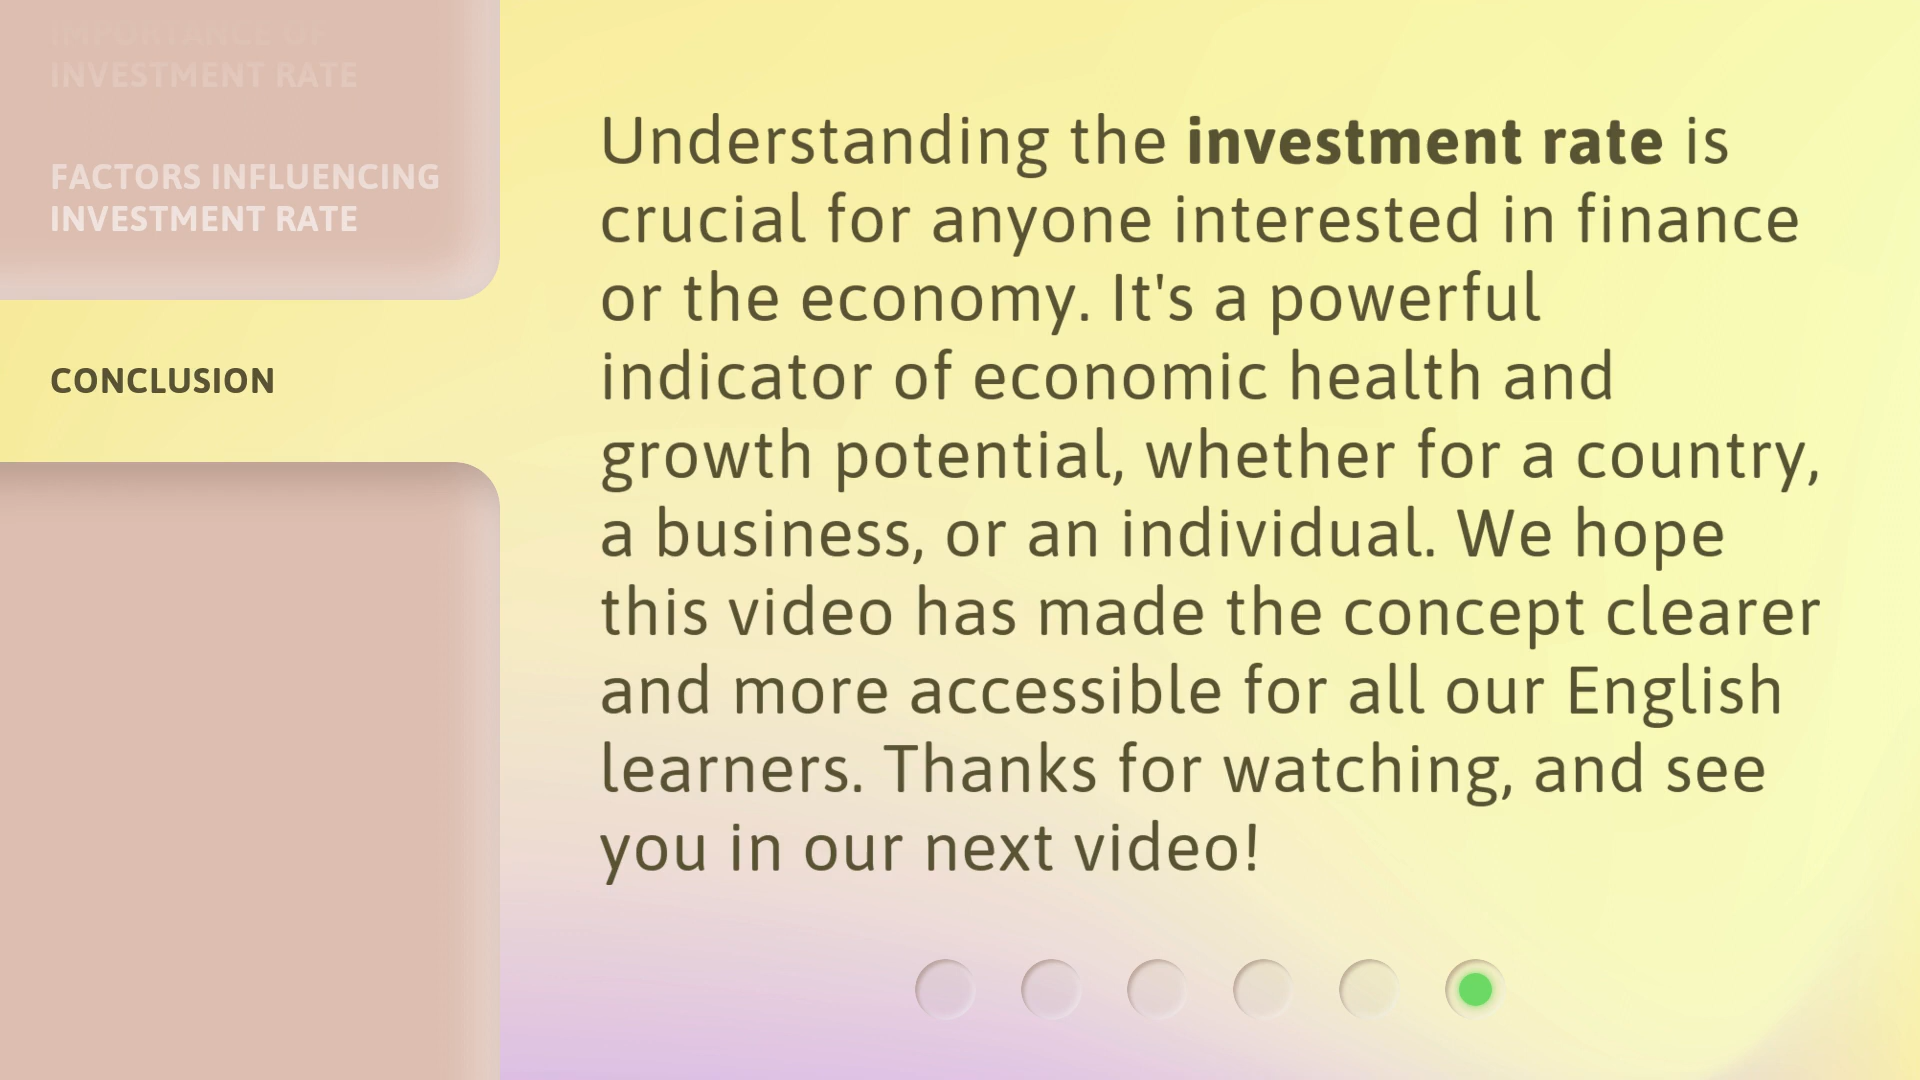 IMPORTANCE OF
INVESTMENT RATE
FACTORS INFLUENCING
INVESTMENT RATE
CONCLUSION
Understanding the investment rate is
crucial for anyone interested in finance
or the economy. It's a powerful
indicator of economic health and
growth potential, whether for a country,
a business, or an individual. We hope
this video has made the concept clearer
and more accessible for all our English
learners. Thanks for watching, and see
you in our next video!